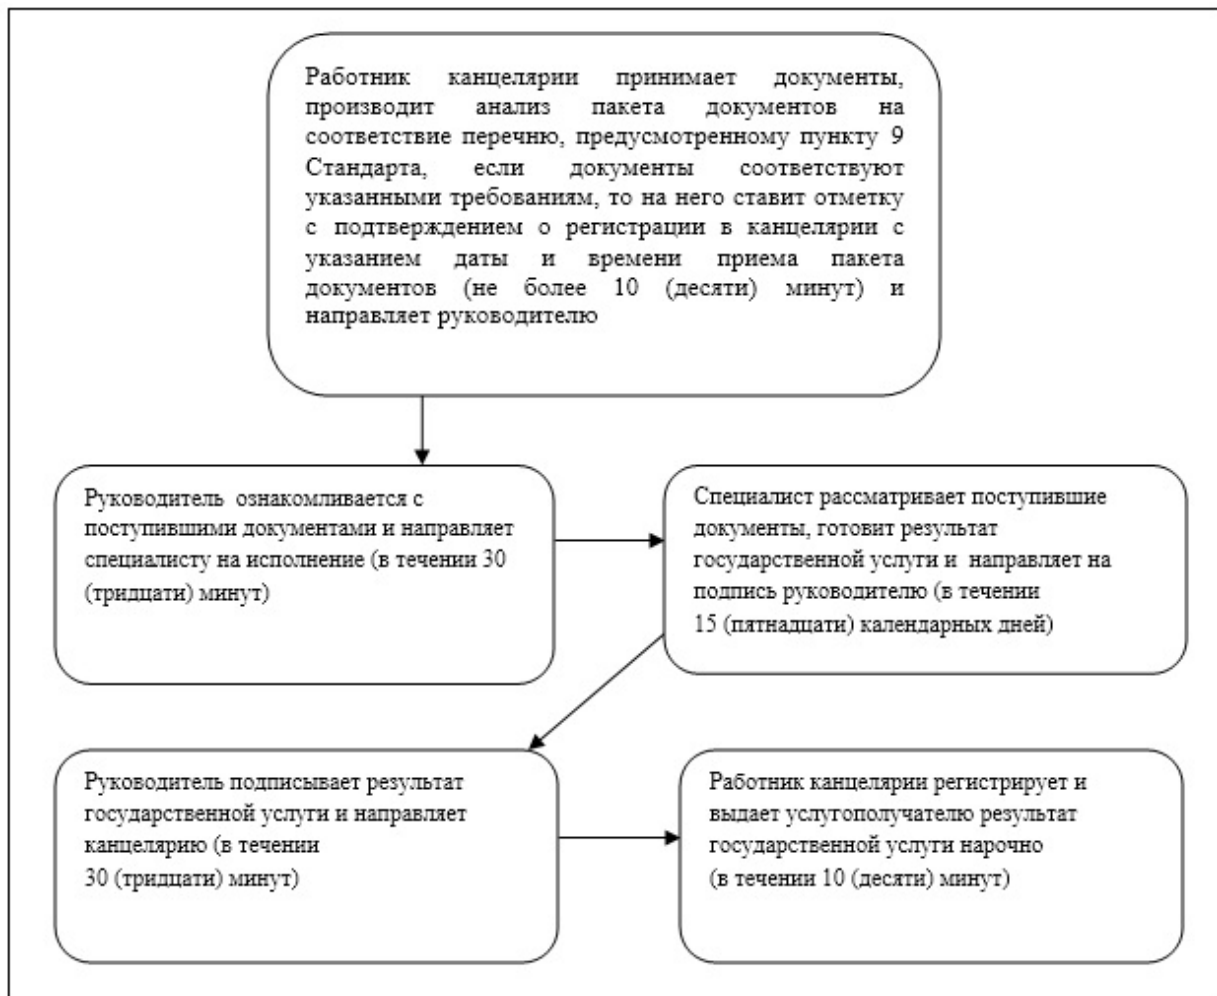 Работник канцелярии принимает документы,
производит анализ пакета документов на
соответствие перечню, предусмотренному пункту 9
Стандарта, если документы соответствуют
указанными требованиям, то на него ставит отметку
с подтверждением о регистрации в канцелярии с
указанием даты и времени приема пакета
документов (не более 10 (десяти) минут) и
направляет руководителю
Руководитель ознакомливается с
поступившими документами и направляет
специалисту на исполнение (в течении 30
(тридцати) минут)
Специалист рассматривает поступившие
документы, готовит результат
государственной услуги и направляет на
подпись руководителю (в течении
15 (пятнадцати) календарных дней)
Руководитель подписывает результат
государственной услуги и направляет
канцелярию (в течении
30 (тридцати) минут)
Работник канцелярии регистрирует и
выдает услугополучателю результат
государственной услуги нарочно
(в течении 10 (десяти) минут)